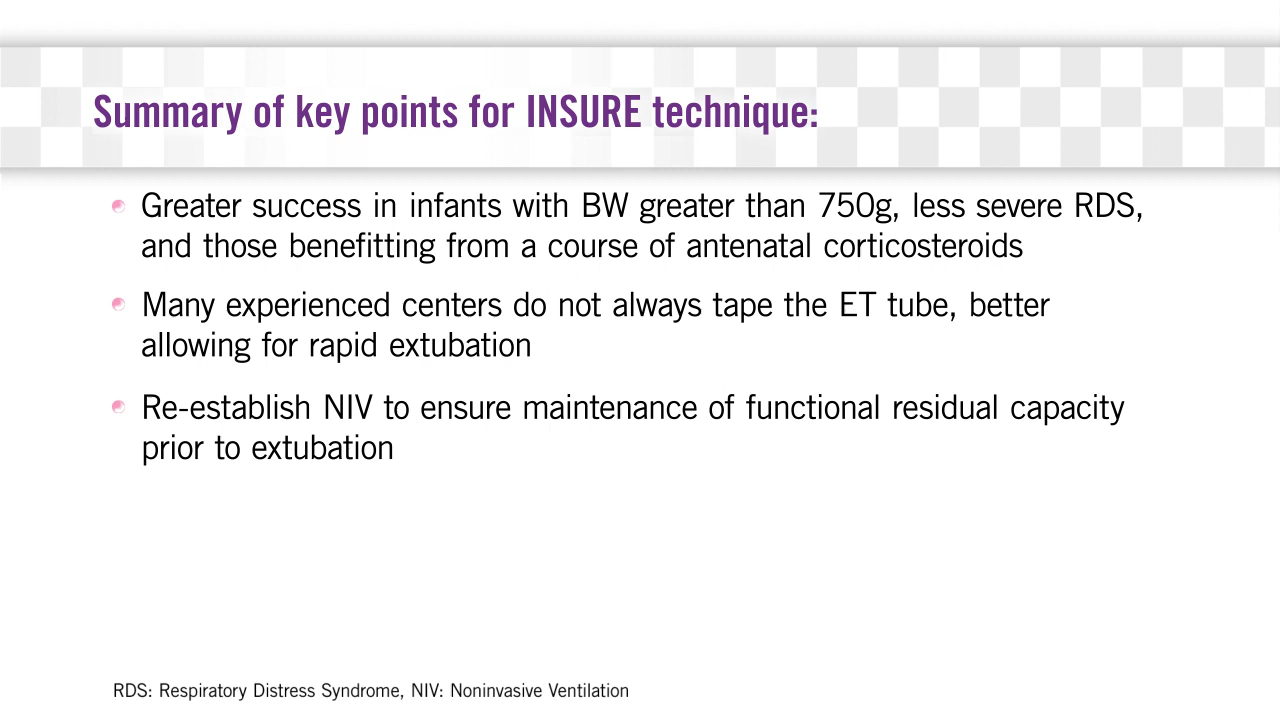 Summary of key points for INSURE technique:
Greater success in infants with BW greater than 750g, less severe RDS,
and those benefitting from a course of antenatal corticosteroids
Many experienced centers do not always tape the ET tube, better
allowing for rapid extubation
Re-establish NIV to ensure maintenance of functional residual capacity
prior to extubation
RDS: Respiratory Distress Syndrome, NIV: Noninvasive Ventilation